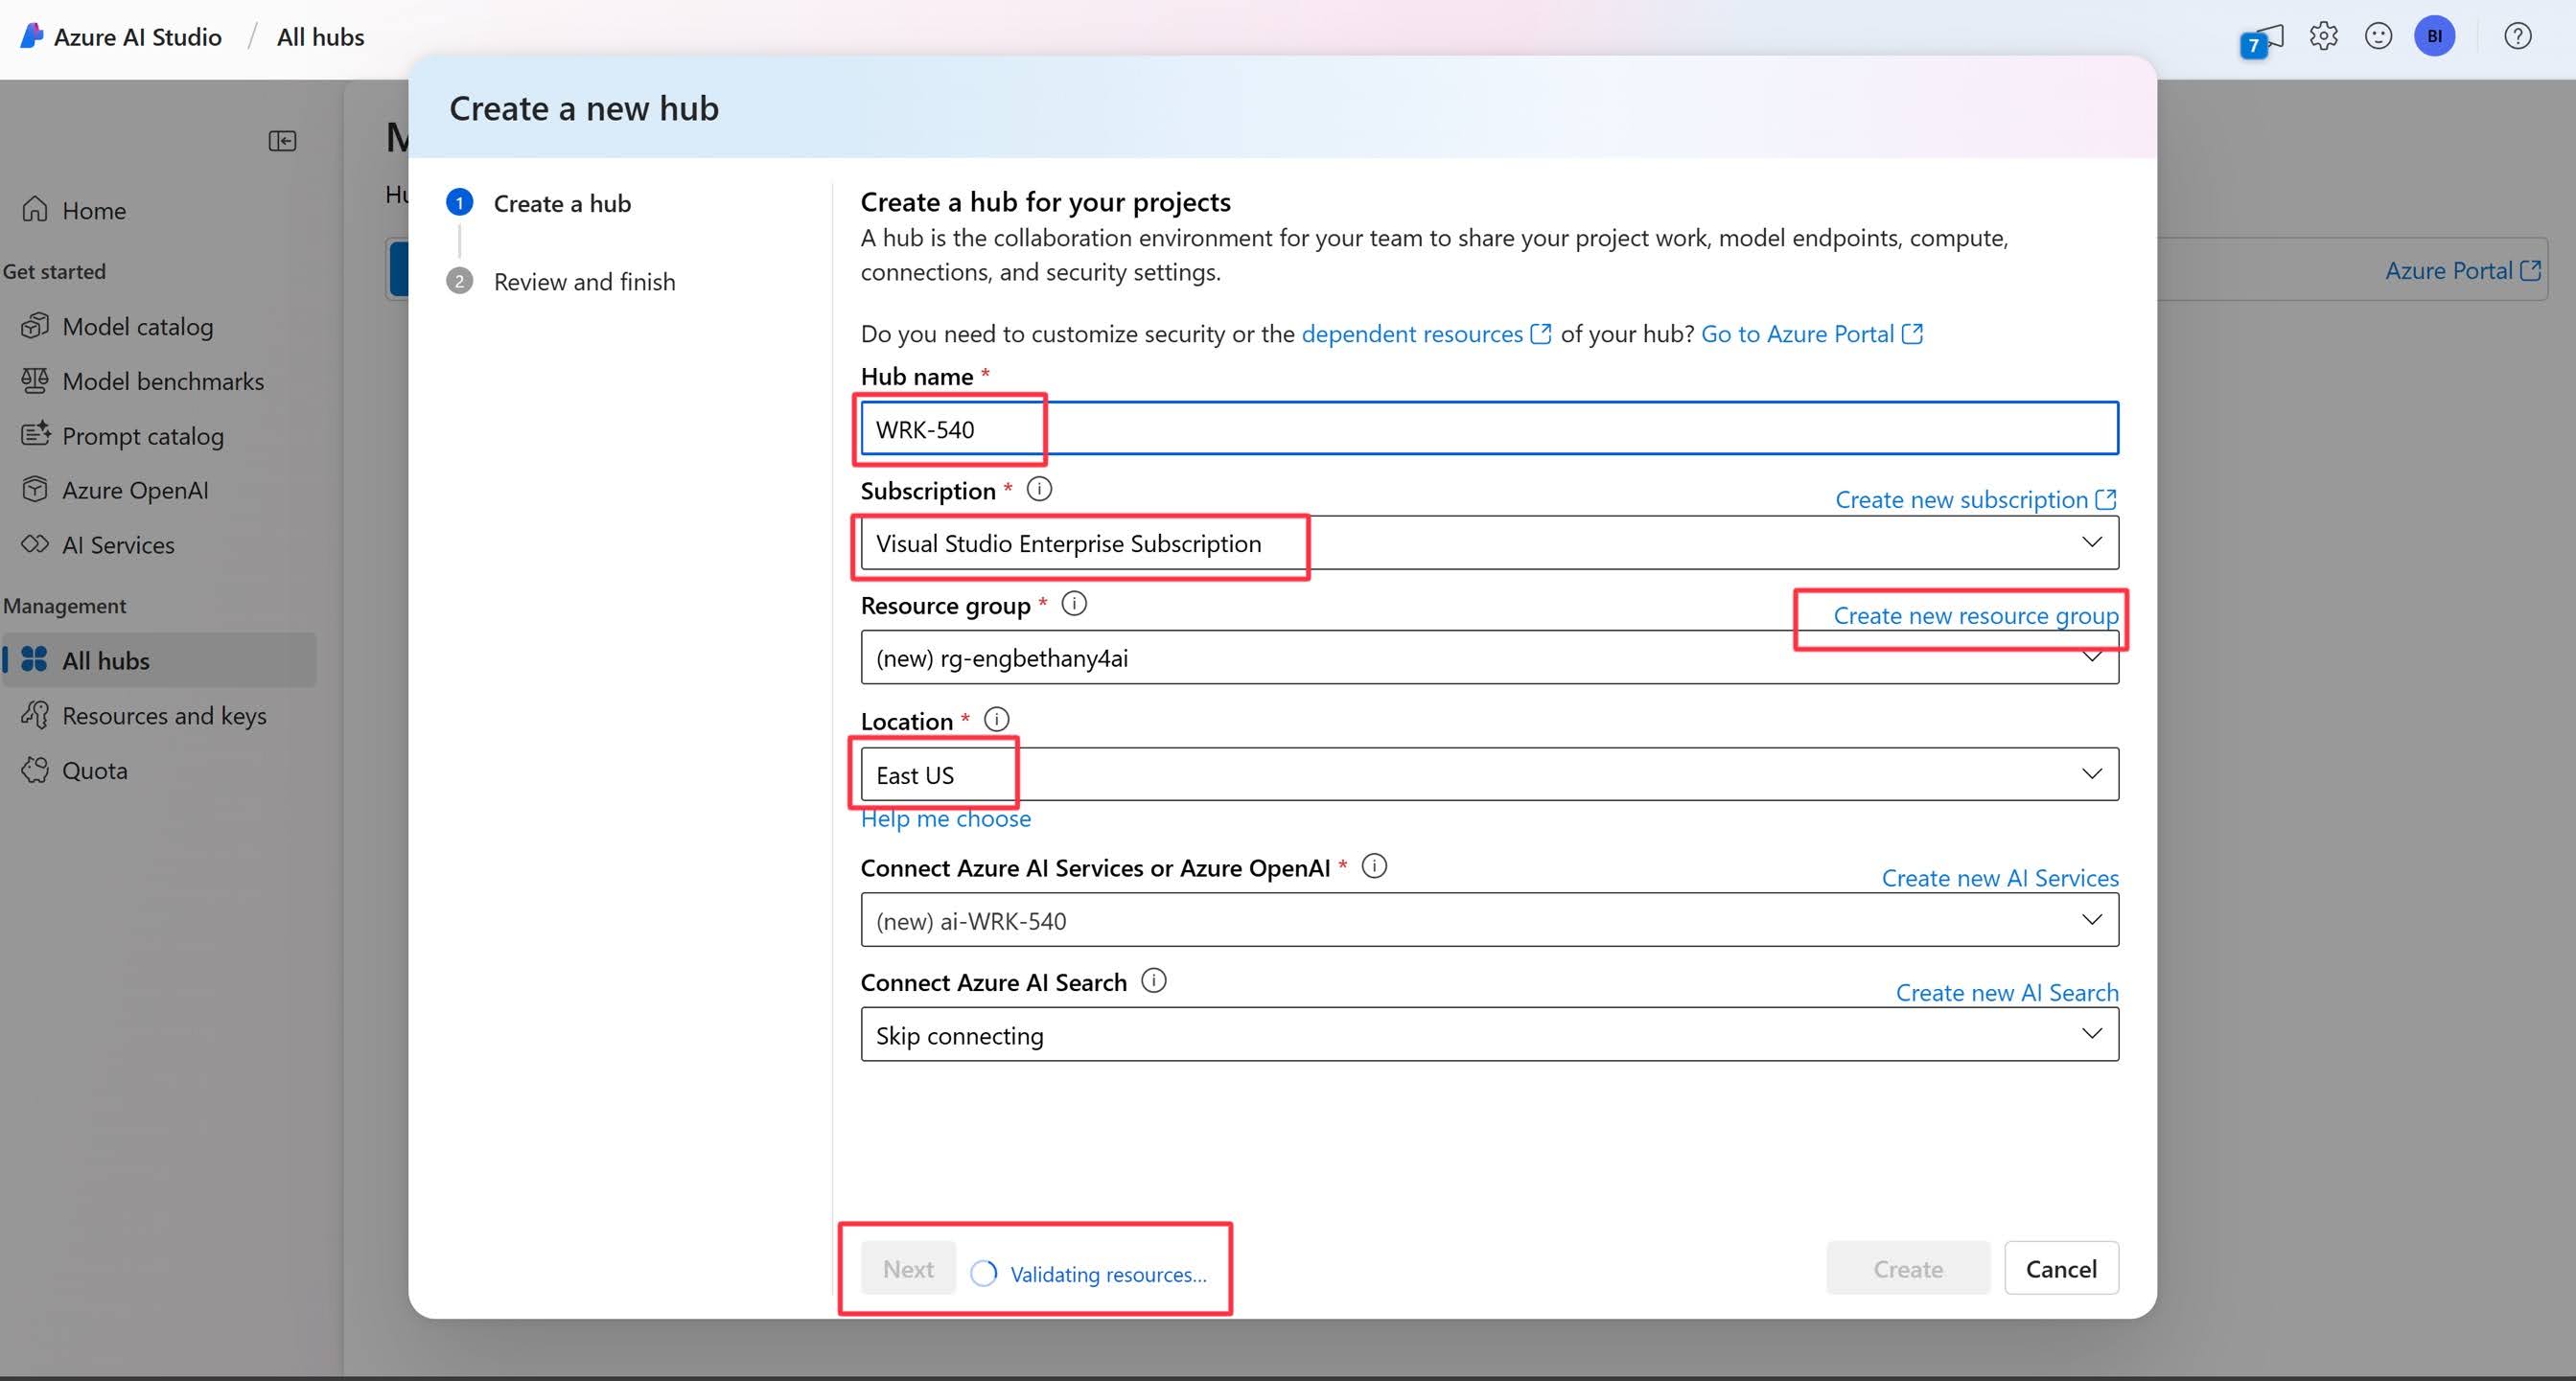 Azure AI Studio / All hubs
7
BI
Create a new hub
Home
Get started
Model catalog
Model benchmarks
Prompt catalog
Azure OpenAI
AI Services
Management
All hubs
Resources and keys
Quota
Azure Portal
1 Create a hub
2 Review and finish
Create a hub for your projects
A hub is the collaboration environment for your team to share your project work, model endpoints, compute,
connections, and security settings.
Do you need to customize security or the dependent resources of your hub? Go to Azure Portal
Hub name *
WRK-540
Subscription *
Create new subscription
Visual Studio Enterprise Subscription
Resource group *
Create new resource group
(new) rg-engbethany4ai
Location *
East US
Help me choose
Connect Azure AI Services or Azure OpenAI *
Create new AI Services
(new) ai-WRK-540
Connect Azure AI Search
Create new AI Search
Skip connecting
Next
Validating resources...
Create
Cancel